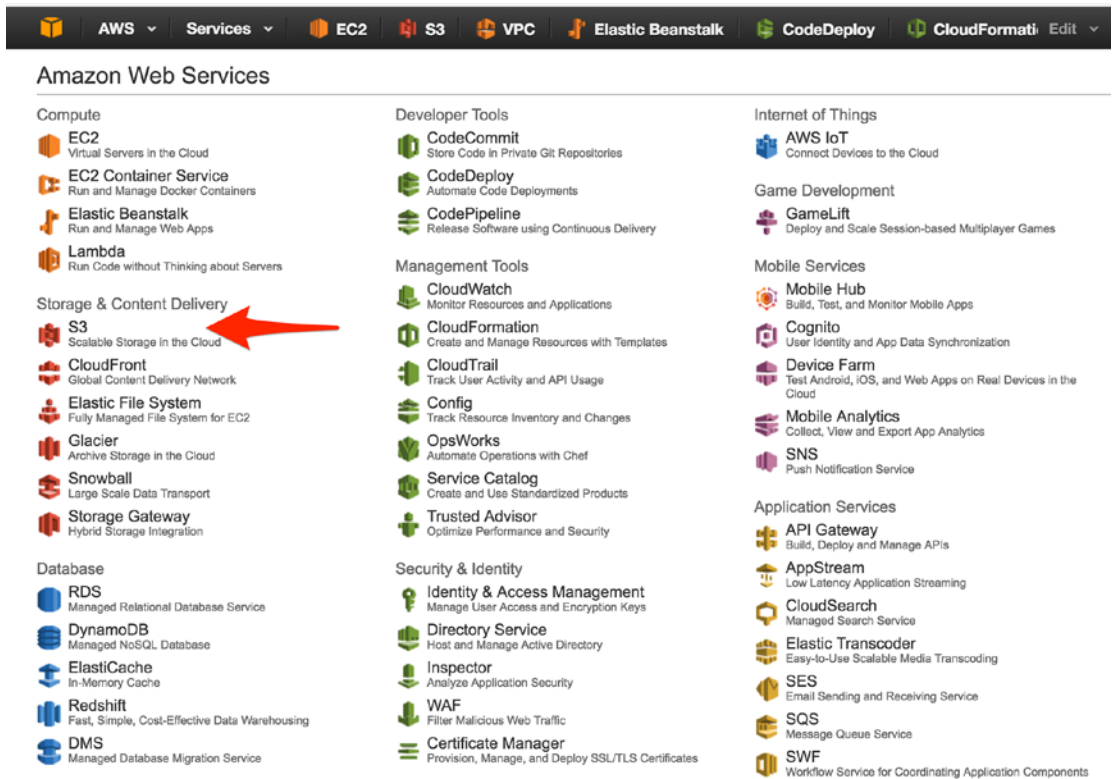 AWS Services EC2 S3 VPC Elastic Beanstalk CodeDeploy CloudFormati Edit
Amazon Web Services
Compute
EC2
Virtual Servers in the Cloud
EC2 Container Service
Run and Manage Docker Containers
Elastic Beanstalk
Run and Manage Web Apps
Lambda
Run Code without Thinking about Servers
Storage & Content Delivery
S3
Scalable Storage in the Cloud
CloudFront
Global Content Delivery Network
Elastic File System
Fully Managed File System for EC2
Glacier
Archive Storage in the Cloud
Snowball
Large Scale Data Transport
Storage Gateway
Hybrid Storage Integration
Database
RDS
Managed Relational Database Service
DynamoDB
Managed NoSQL Database
ElastiCache
In-Memory Cache
Redshift
Fast, Simple, Cost-Effective Data Warehousing
DMS
Managed Database Migration Service
Developer Tools
CodeCommit
Store Code in Private Git Repositories
CodeDeploy
Automate Code Deployments
CodePipeline
Release Software using Continuous Delivery
Management Tools
CloudWatch
Monitor Resources and Applications
CloudFormation
Create and Manage Resources with Templates
CloudTrail
Track User Activity and API Usage
Config
Track Resource Inventory and Changes
OpsWorks
Automate Operations with Chef
Service Catalog
Create and Use Standardized Products
Trusted Advisor
Optimize Performance and Security
Security & Identity
Identity & Access Management
Manage User Access and Encryption Keys
Directory Service
Host and Manage Active Directory
Inspector
Analyze Application Security
WAF
Filter Malicious Web Traffic
Certificate Manager
Provision, Manage, and Deploy SSL/TLS Certificates
Internet of Things
AWS IoT
Connect Devices to the Cloud
Game Development
GameLift
Deploy and Scale Session-based Multiplayer Games
Mobile Services
Mobile Hub
Build, Test, and Monitor Mobile Apps
Cognito
User Identity and App Data Synchronization
Device Farm
Test Android, iOS, and Web Apps on Real Devices in the
Cloud
Mobile Analytics
Collect, View and Export App Analytics
SNS
Push Notification Service
Application Services
API Gateway
Build, Deploy and Manage APIs
AppStream
Low Latency Application Streaming
CloudSearch
Managed Search Service
Elastic Transcoder
Easy-to-Use Scalable Media Transcoding
SES
Email Sending and Receiving Service
SQS
Message Queue Service
SWF
Workflow Service for Coordinating Application Components